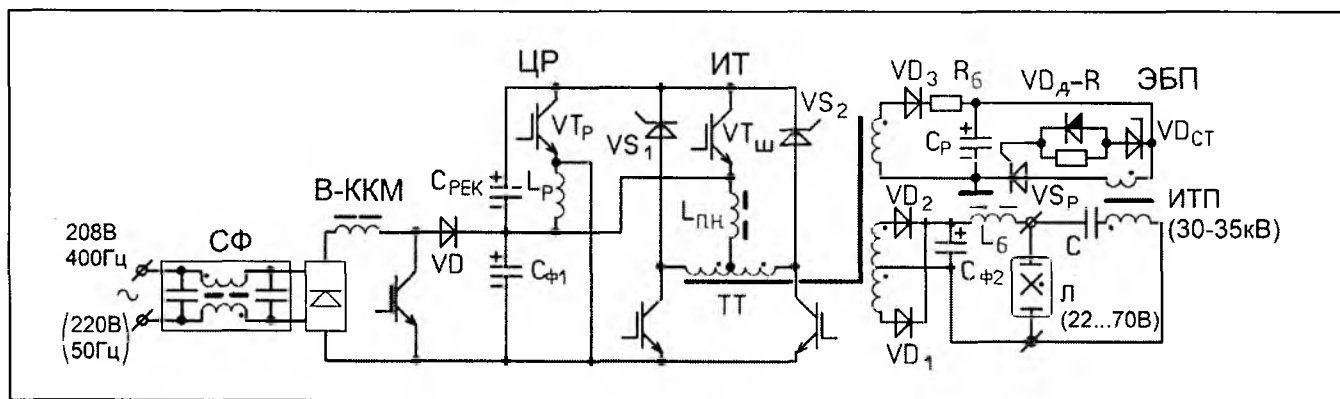 ЦР
ИТ
VD3
Rб
VDД-R
ЭБП
VTР
VS1
VTШ
VS2
CР
VDСТ
CРЕК
LР
В-ККМ
LПН
VD2
VSР
ИТП
(30-35кВ)
208В
400Гц
СФ
VD
CФ1
Lб
C
CФ2
Л
(22...70В)
~
(220В
50Гц)
ТТ
VD1